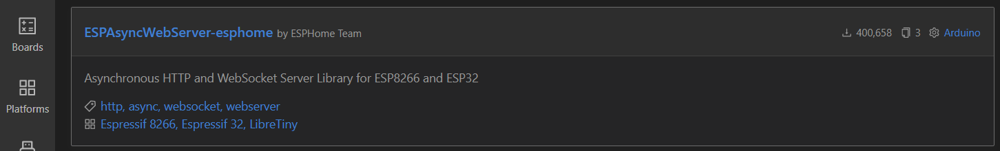 Boards
Platforms
ESPAsyncWebServer-esphome by ESPHome Team
400,658 3 Arduino
Asynchronous HTTP and WebSocket Server Library for ESP8266 and ESP32
http, async, websocket, webserver
Espressif 8266, Espressif 32, LibreTiny